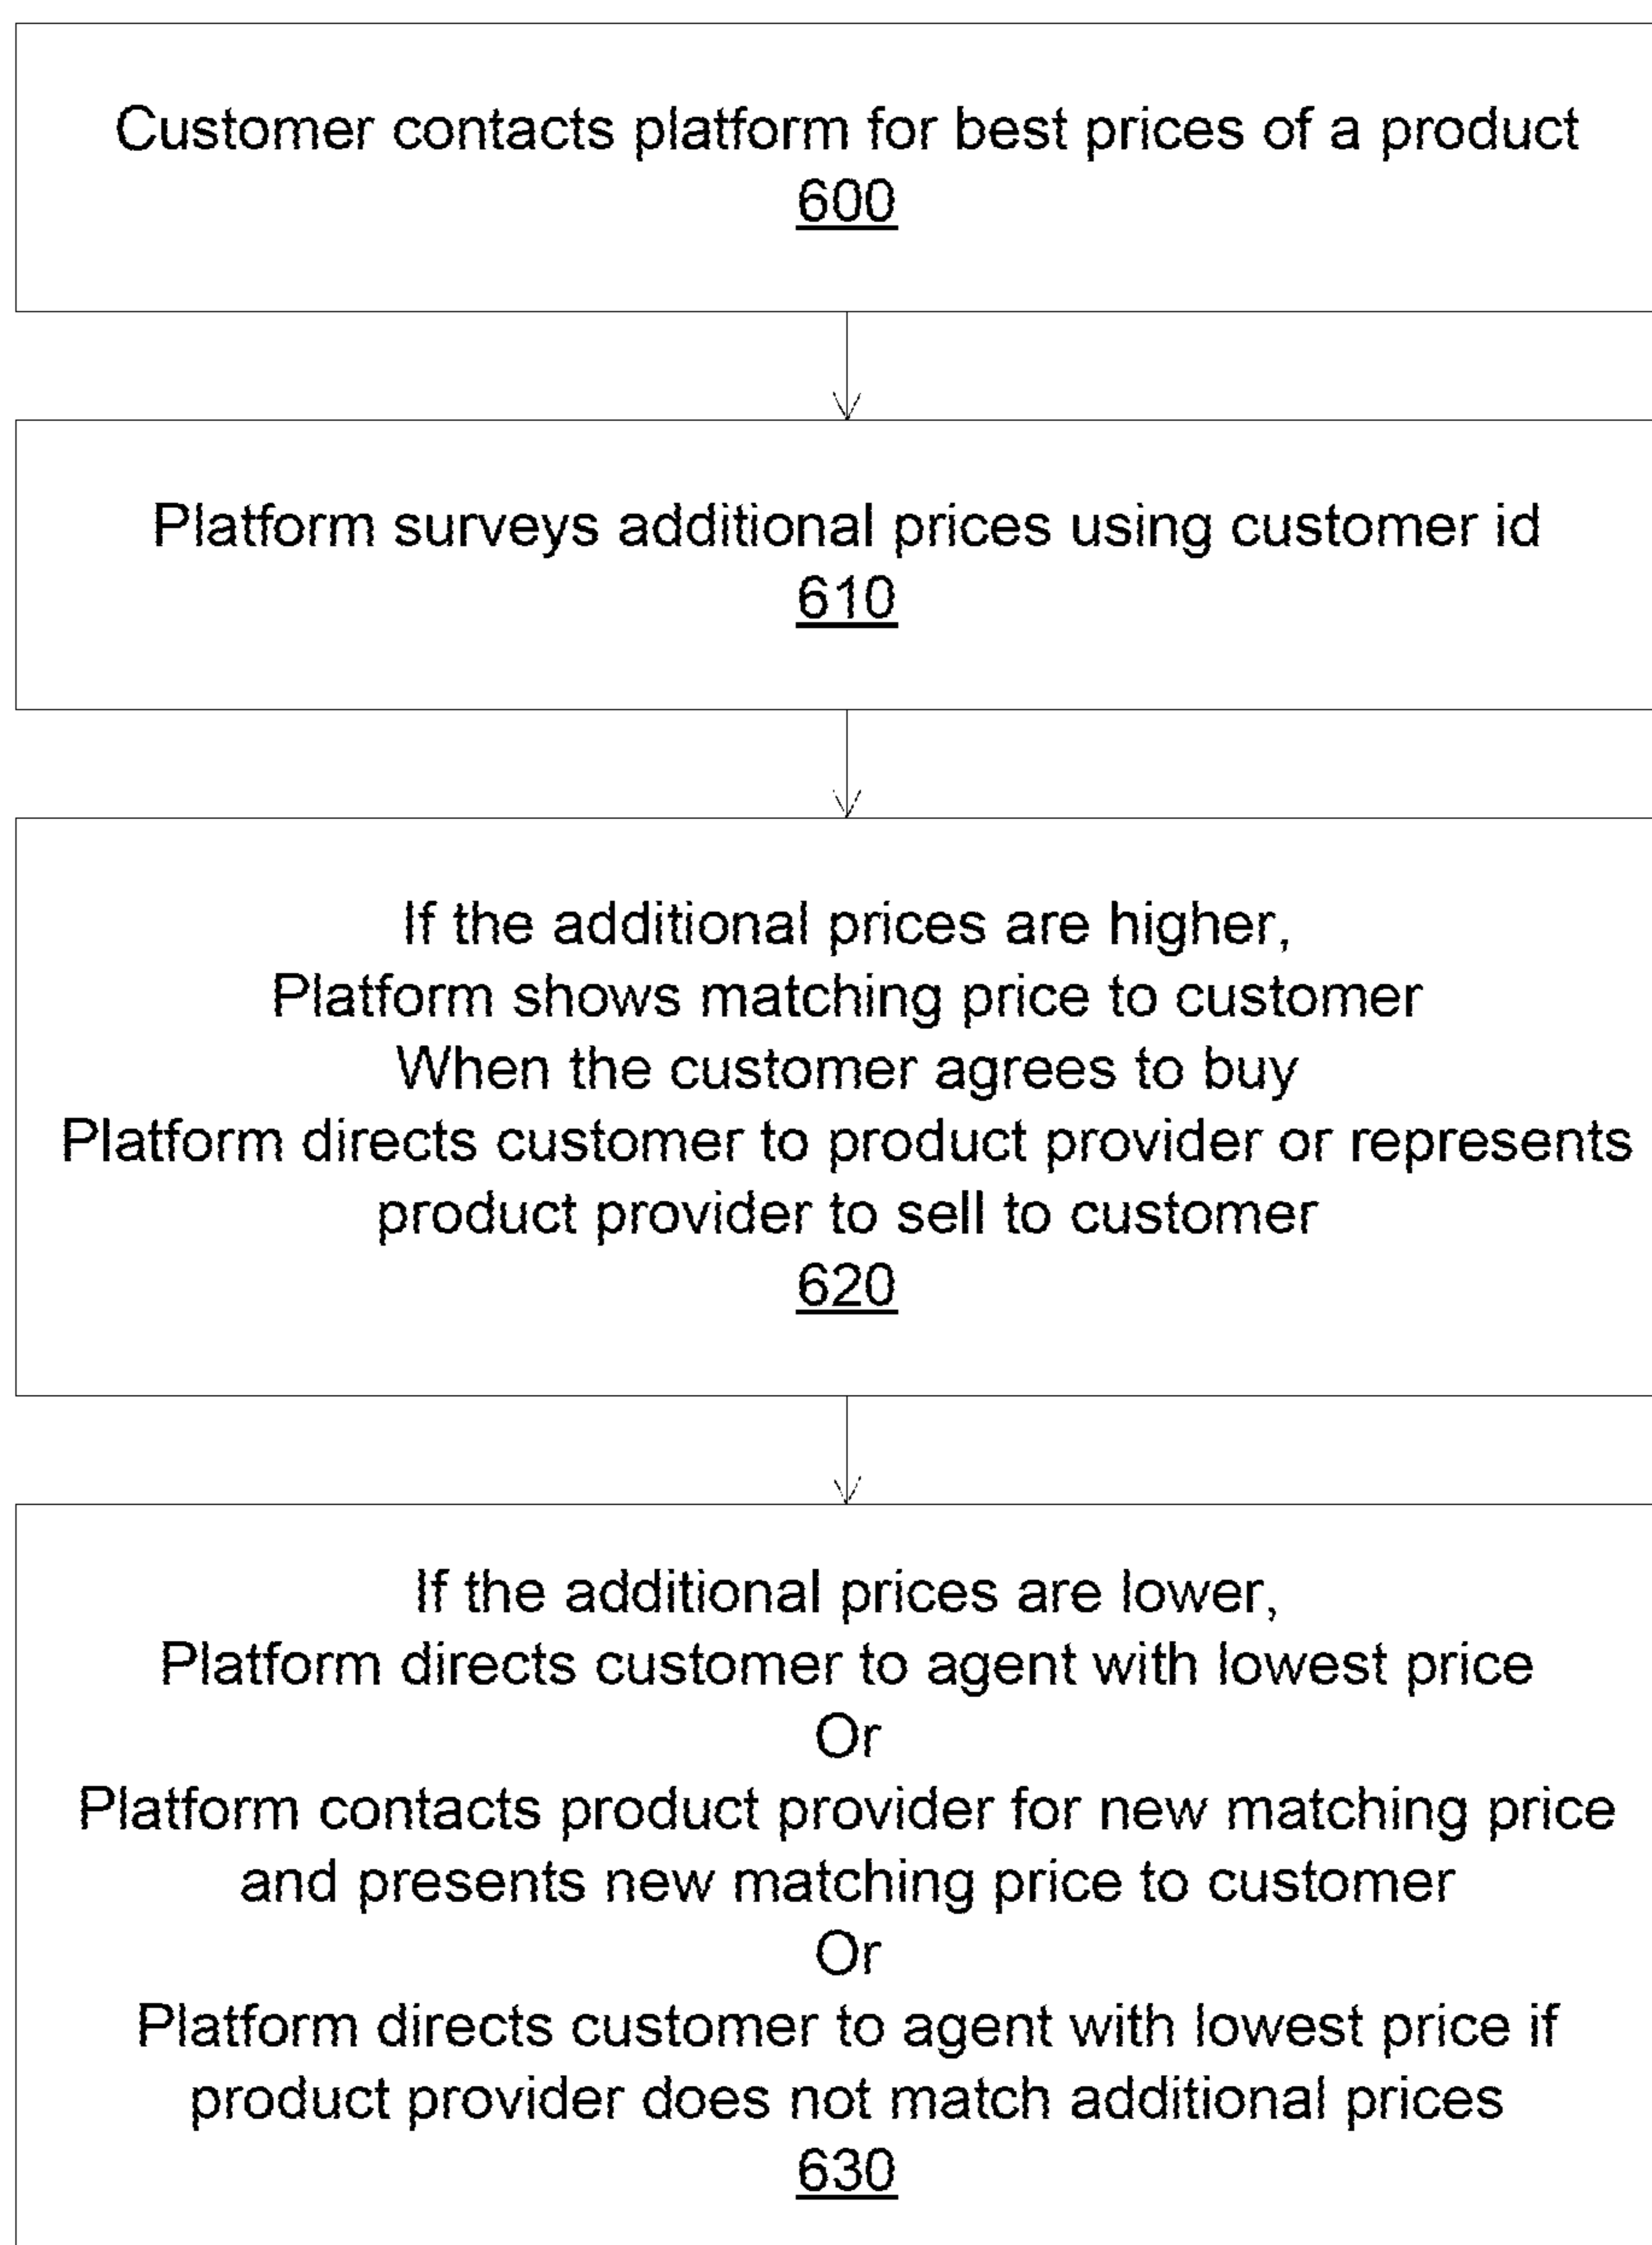 Customer contacts platform for best prices of a product
600
Platform surveys additional prices using customer id
610
If the additional prices are higher,
Platform shows matching price to customer
When the customer agrees to buy
Platform directs customer to product provider or represents
product provider to sell to customer
620
If the additional prices are lower,
Platform directs customer to agent with lowest price
Or
Platform contacts product provider for new matching price
and presents new matching price to customer
Or
Platform directs customer to agent with lowest price if
product provider does not match additional prices
630